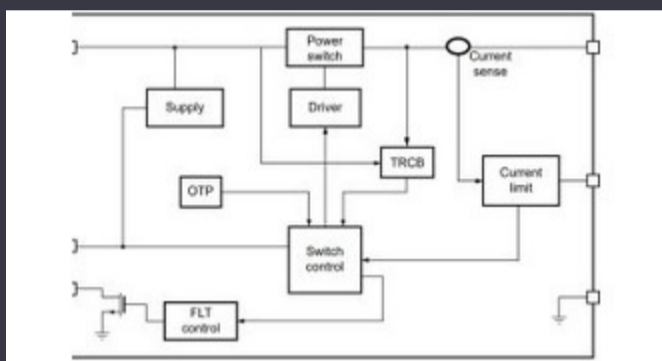 Power
switch
Current
sense
Supply
Driver
TRCB
Current
limit
OTP
Switch
control
FLT
control